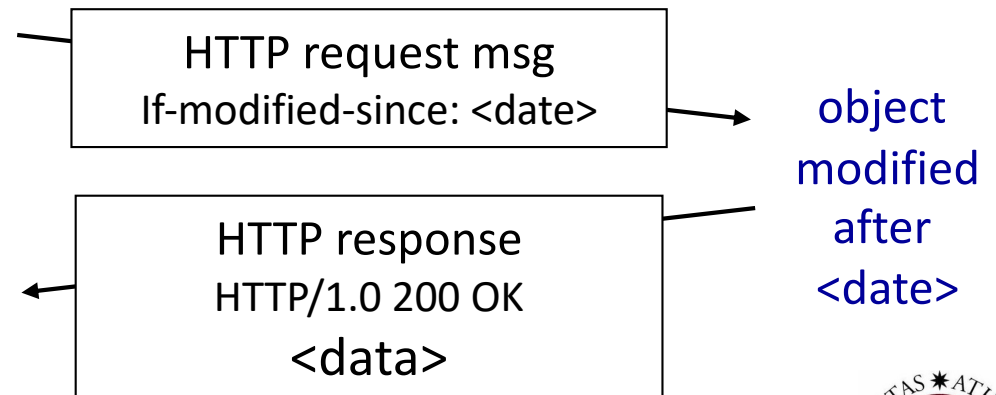 HTTP request msg
If-modified-since: <date>
object
modified
after
<date>
HTTP response
HTTP/1.0 200 OK
<data>